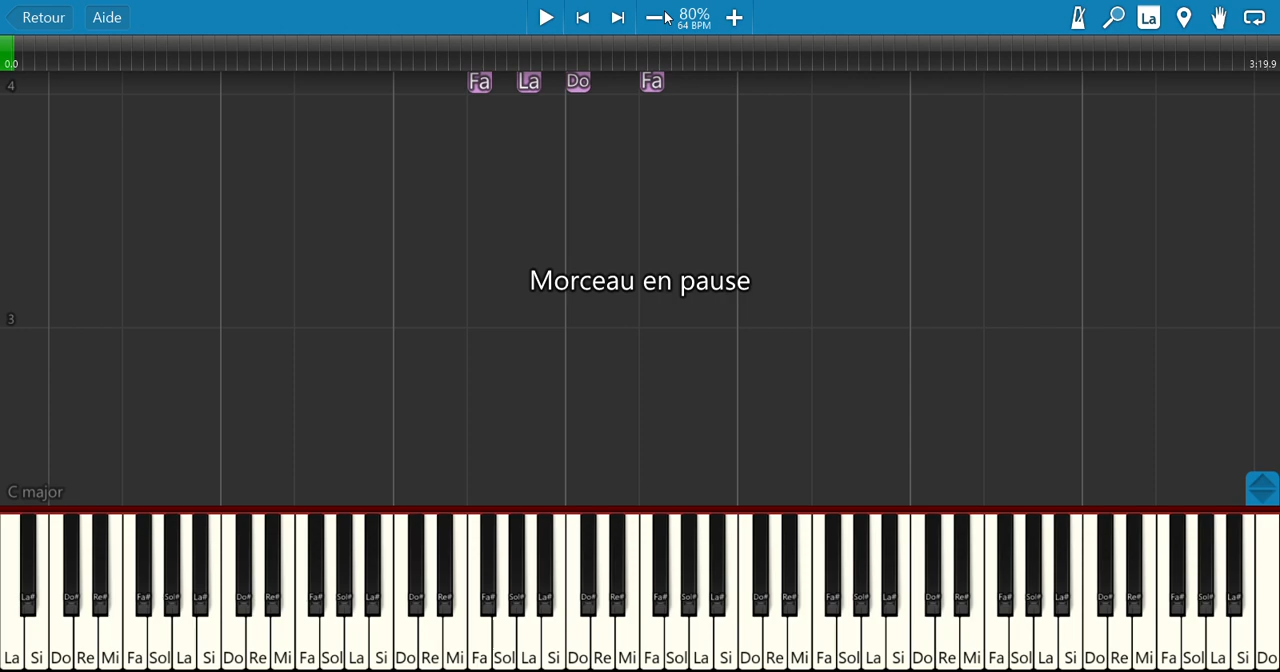 Retour Aide 80% La
64 BPM
0,0 3:19.9
4 Fa La Do Fa
Morceau en pause
3
C major
La# Do# Re# Fa# Sol# La# Do# Re# Fa# Sol# La# Do# Re# Fa# Sol# La# Do# Re# Fa# Sol# La# Do# Re# Fa# Sol# La# Do# Re# Fa# Sol# La# Do# Re# Fa# Sol# La#
La Si Do Re Mi Fa Sol La Si Do Re Mi Fa Sol La Si Do Re Mi Fa Sol La Si Do Re Mi Fa Sol La Si Do Re Mi Fa Sol La Si Do Re Mi Fa Sol La Si Do Re Mi Fa Sol La Si Do